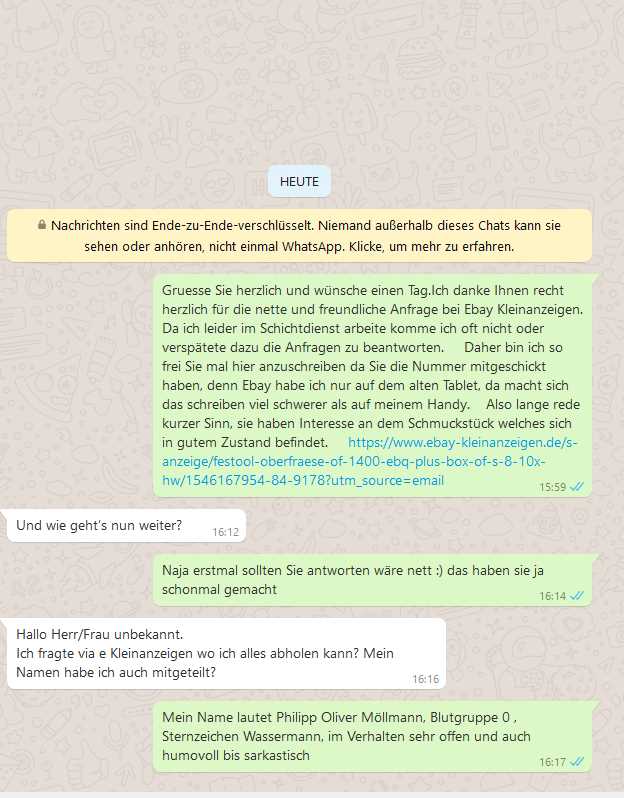 HEUTE
Nachrichten sind Ende-zu-Ende-verschlüsselt. Niemand außerhalb dieses Chats kann sie
sehen oder anhören, nicht einmal WhatsApp. Klicke, um mehr zu erfahren.
Gruesse Sie herzlich und wünsche einen Tag.Ich danke Ihnen recht
herzlich für die nette und freundliche Anfrage bei Ebay Kleinanzeigen.
Da ich leider im Schichtdienst arbeite komme ich oft nicht oder
verspätete dazu die Anfragen zu beantworten. Daher bin ich so
frei Sie mal hier anzuschreiben da Sie die Nummer mitgeschickt
haben, denn Ebay habe ich nur auf dem alten Tablet, da macht sich
das schreiben viel schwerer als auf meinem Handy. Also lange rede
kurzer Sinn, sie haben Interesse an dem Schmuckstück welches sich
in gutem Zustand befindet. https://www.ebay-kleinanzeigen.de/s-
anzeige/festool-oberfraese-of-1400-ebq-plus-box-of-s-8-10x-
hw/1546167954-84-9178?utm_source=email
15:59
Und wie geht's nun weiter?
16:12
Naja erstmal sollten Sie antworten wäre nett :) das haben sie ja
schonmal gemacht
16:14
Hallo Herr/Frau unbekannt.
Ich fragte via e Kleinanzeigen wo ich alles abholen kann? Mein
Namen habe ich auch mitgeteilt?
16:16
Mein Name lautet Philipp Oliver Möllmann, Blutgruppe 0 ,
Sternzeichen Wassermann, im Verhalten sehr offen und auch
humovoll bis sarkastisch
16:17